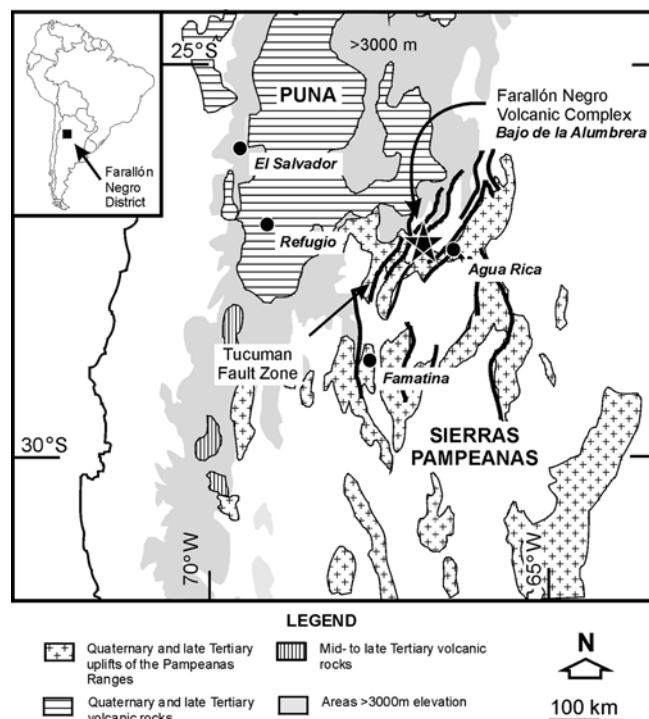 25°S
>3000 m
PUNA
Farallón Negro
Volcanic Complex
Bajo de la Alumbrera
Farallón
Negro
District
El Salvador
Refugio
Agua Rica
Tucuman
Fault Zone
Famatina
SIERRAS
PAMPEANAS
30°S
70°W
65°W
LEGEND
Quaternary and late Tertiary
uplifts of the Pampeanas
Ranges
Mid- to late Tertiary volcanic
rocks
N
Quaternary and late Tertiary
volcanic rocks
Areas >3000m elevation
100 km